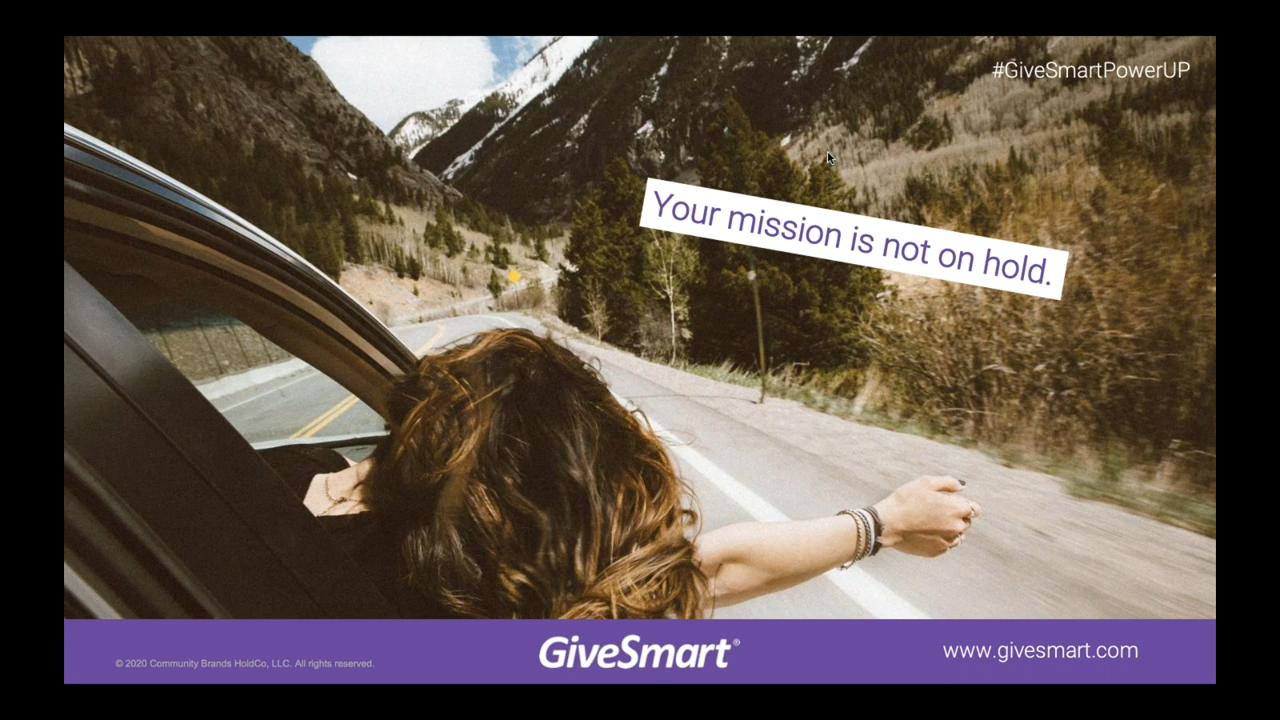 #GiveSmartPowerUP
Your mission is not on hold.
© 2020 Community Brands HoldCo, LLC. All rights reserved.
GiveSmart®
www.givesmart.com